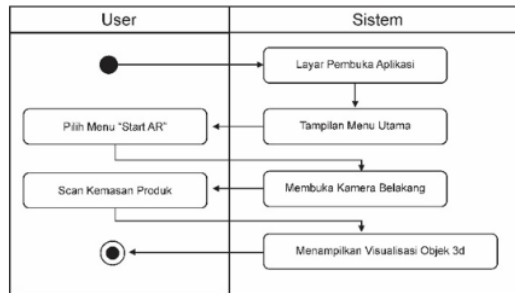 User
Sistem
Layar Pembuka Aplikasi
Pilih Menu "Start AR"
Tampilan Menu Utama
Scan Kemasan Produk
Membuka Kamera Belakang
Menampilkan Visualisasi Objek 3d